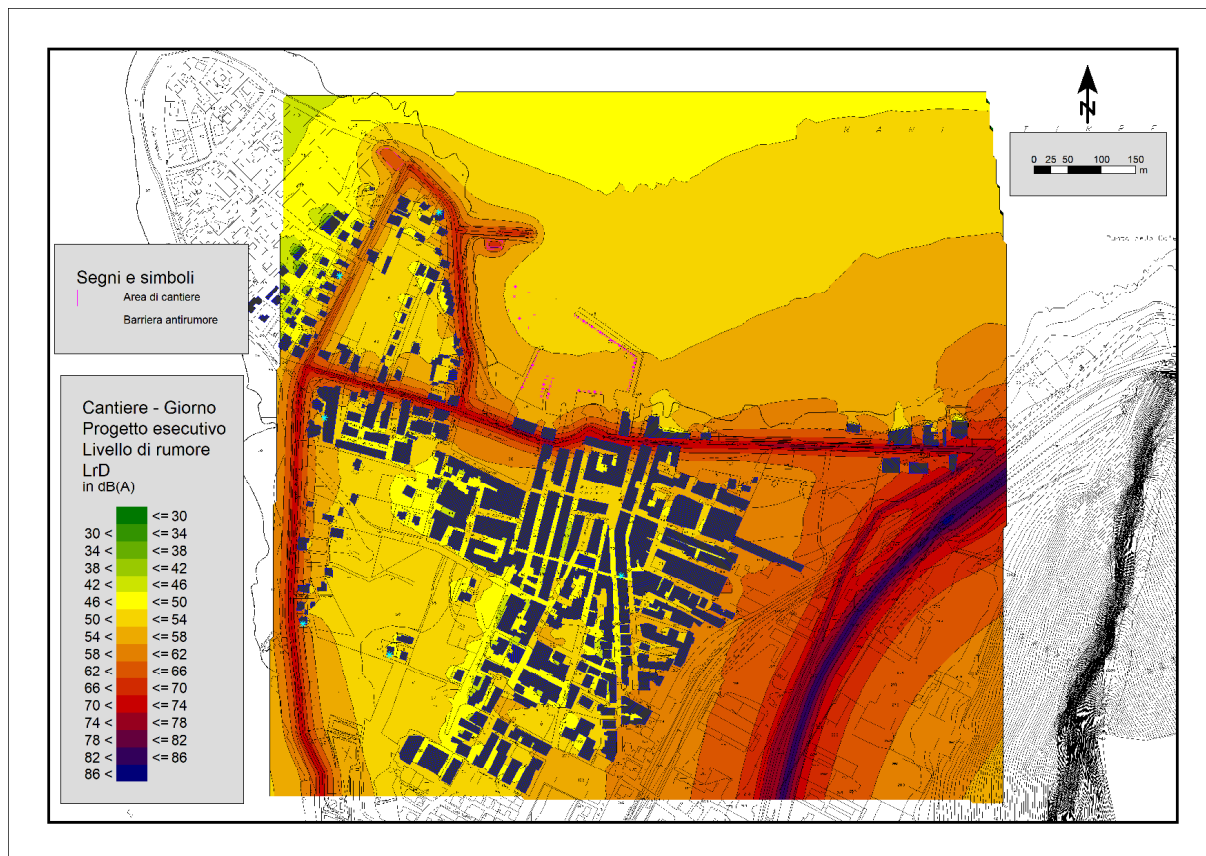 N
0 25 50 100 150
m
Segni e simboli
Area di cantiere
Barriera antirumore
Cantiere - Giorno
Progetto esecutivo
Livello di rumore
LrD
in dB(A)
<= 30
30 < <= 34
34 < <= 38
38 < <= 42
42 < <= 46
46 < <= 50
50 < <= 54
54 < <= 58
58 < <= 62
62 < <= 66
66 < <= 70
70 < <= 74
74 < <= 78
78 < <= 82
82 < <= 86
86 <